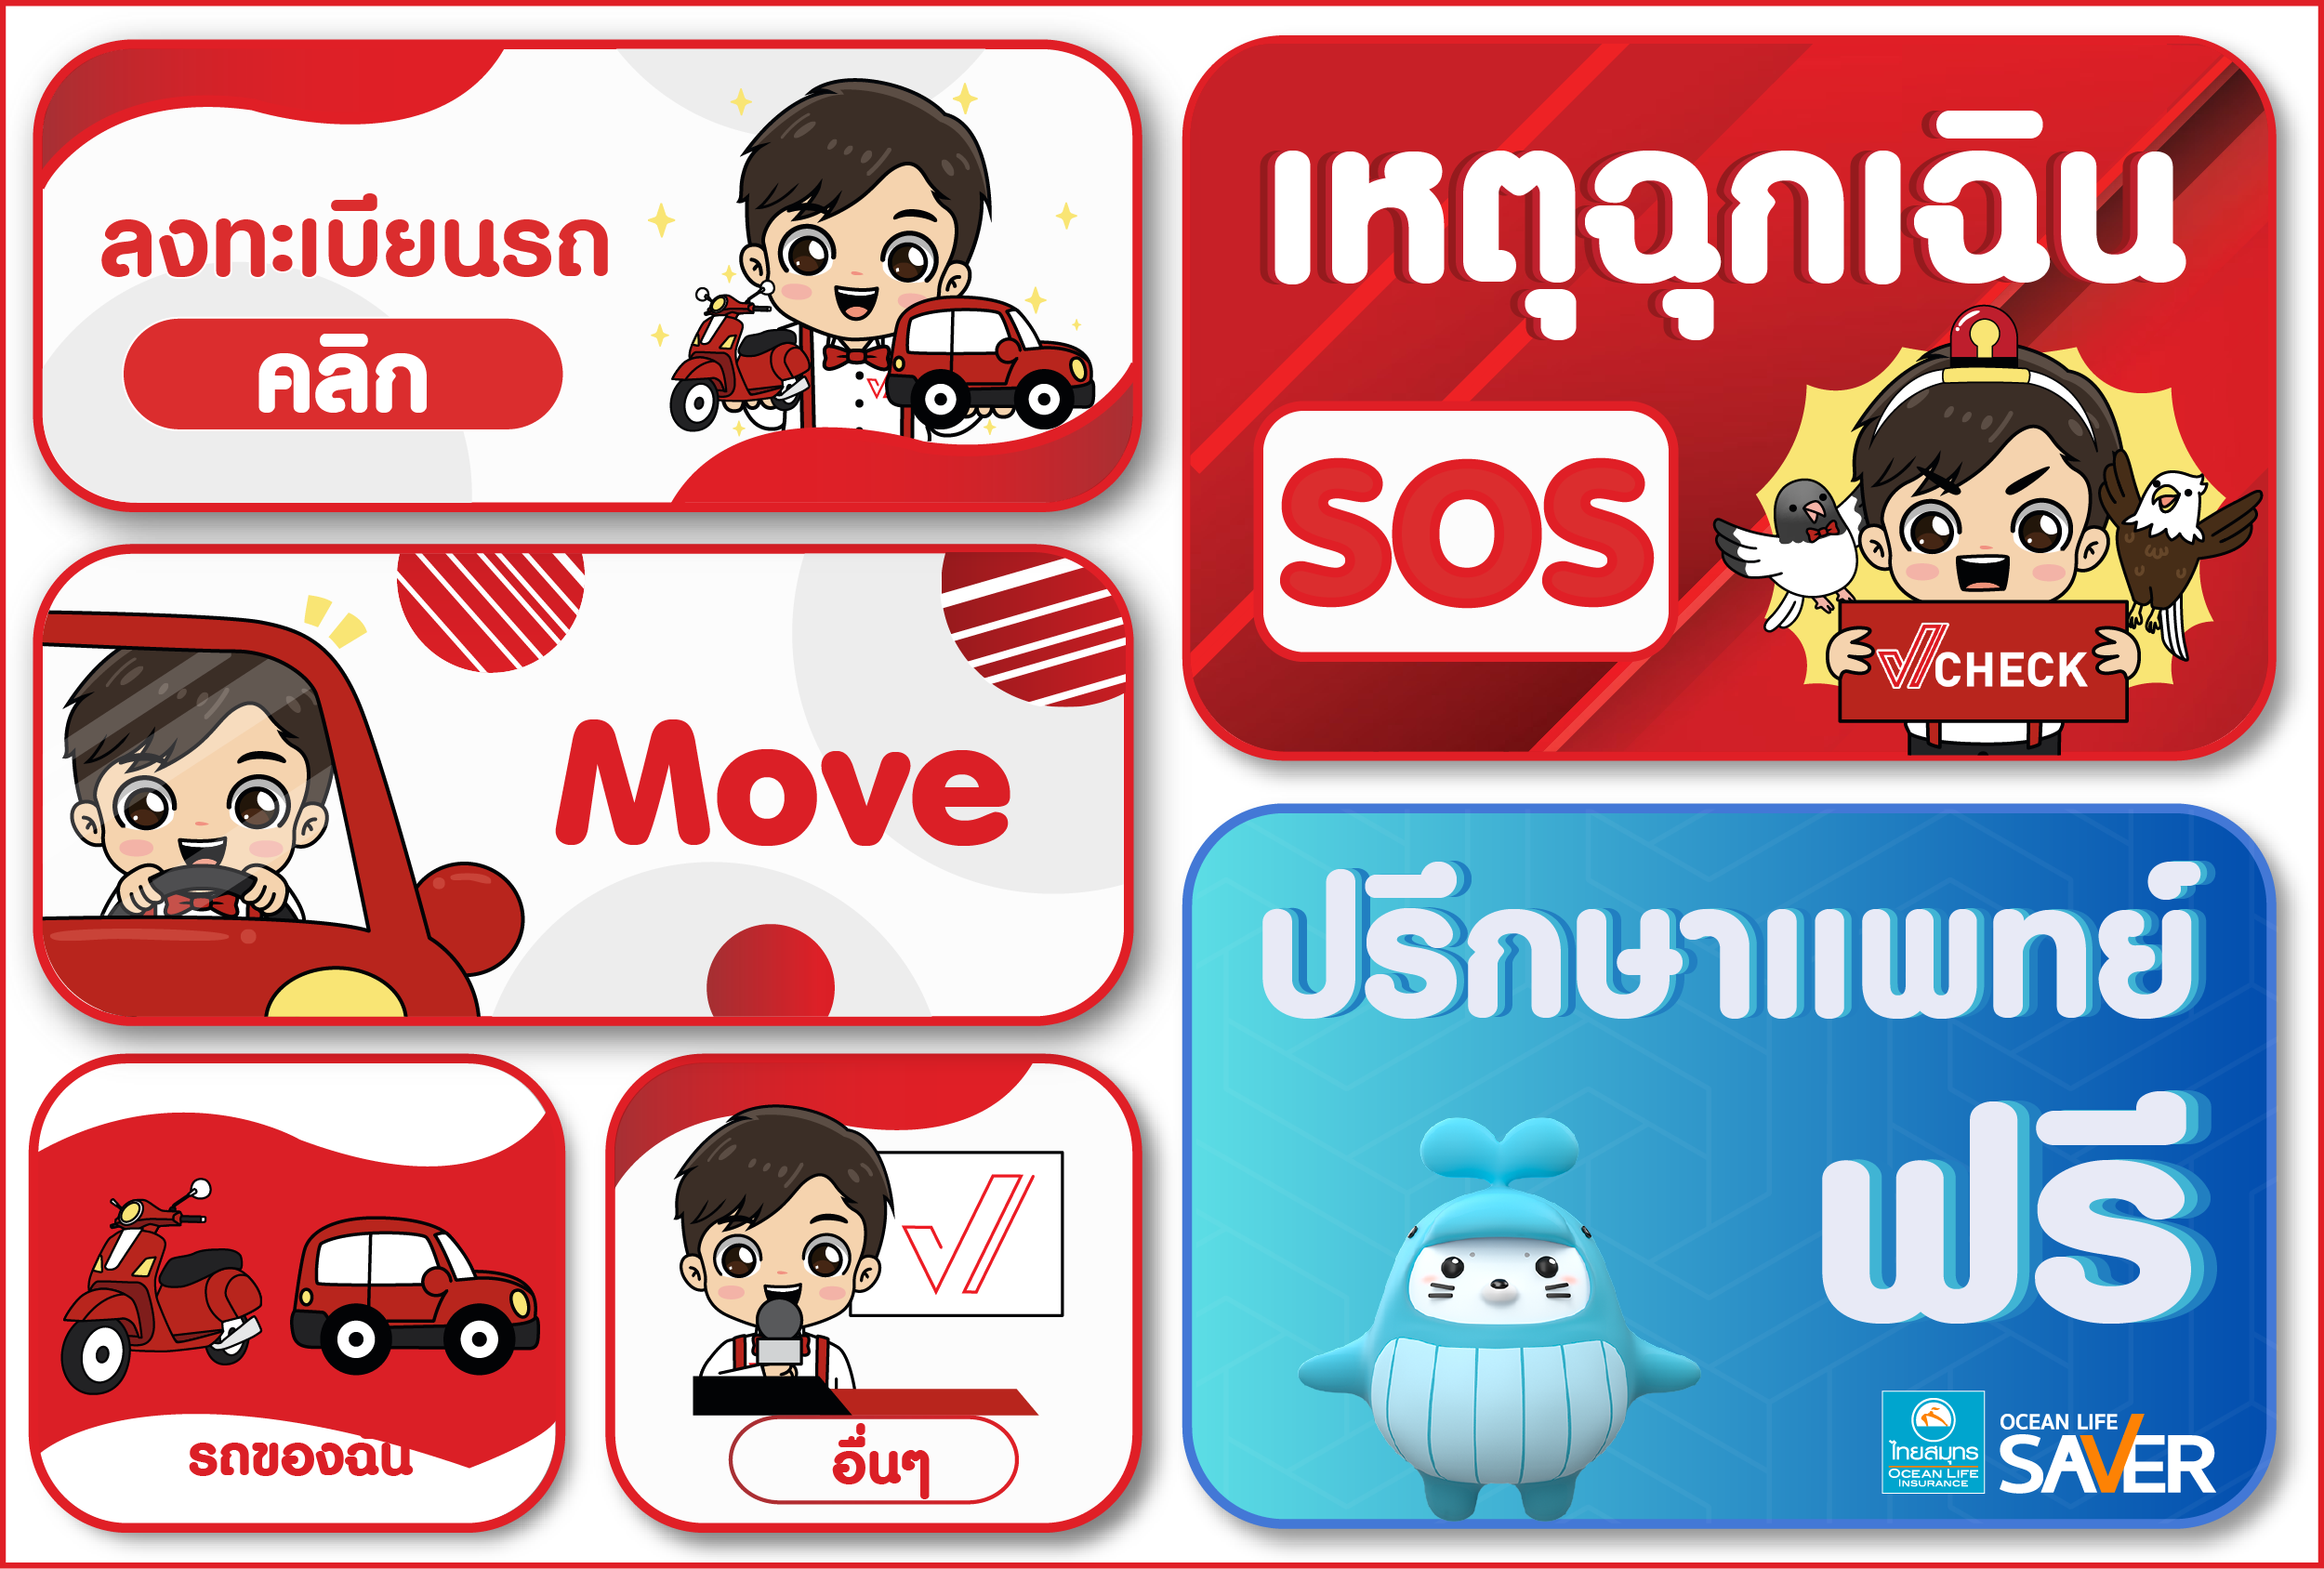 ลงทะเบียนรถ
คลิก
Move
รถของฉัน
อื่นๆ
เหตุฉุกเฉิน
SOS
CHECK
ปรึกษาแพทย์
ฟรี
ไทยสมุทร
OCEAN LIFE
INSURANCE
OCEAN LIFE
SAVER